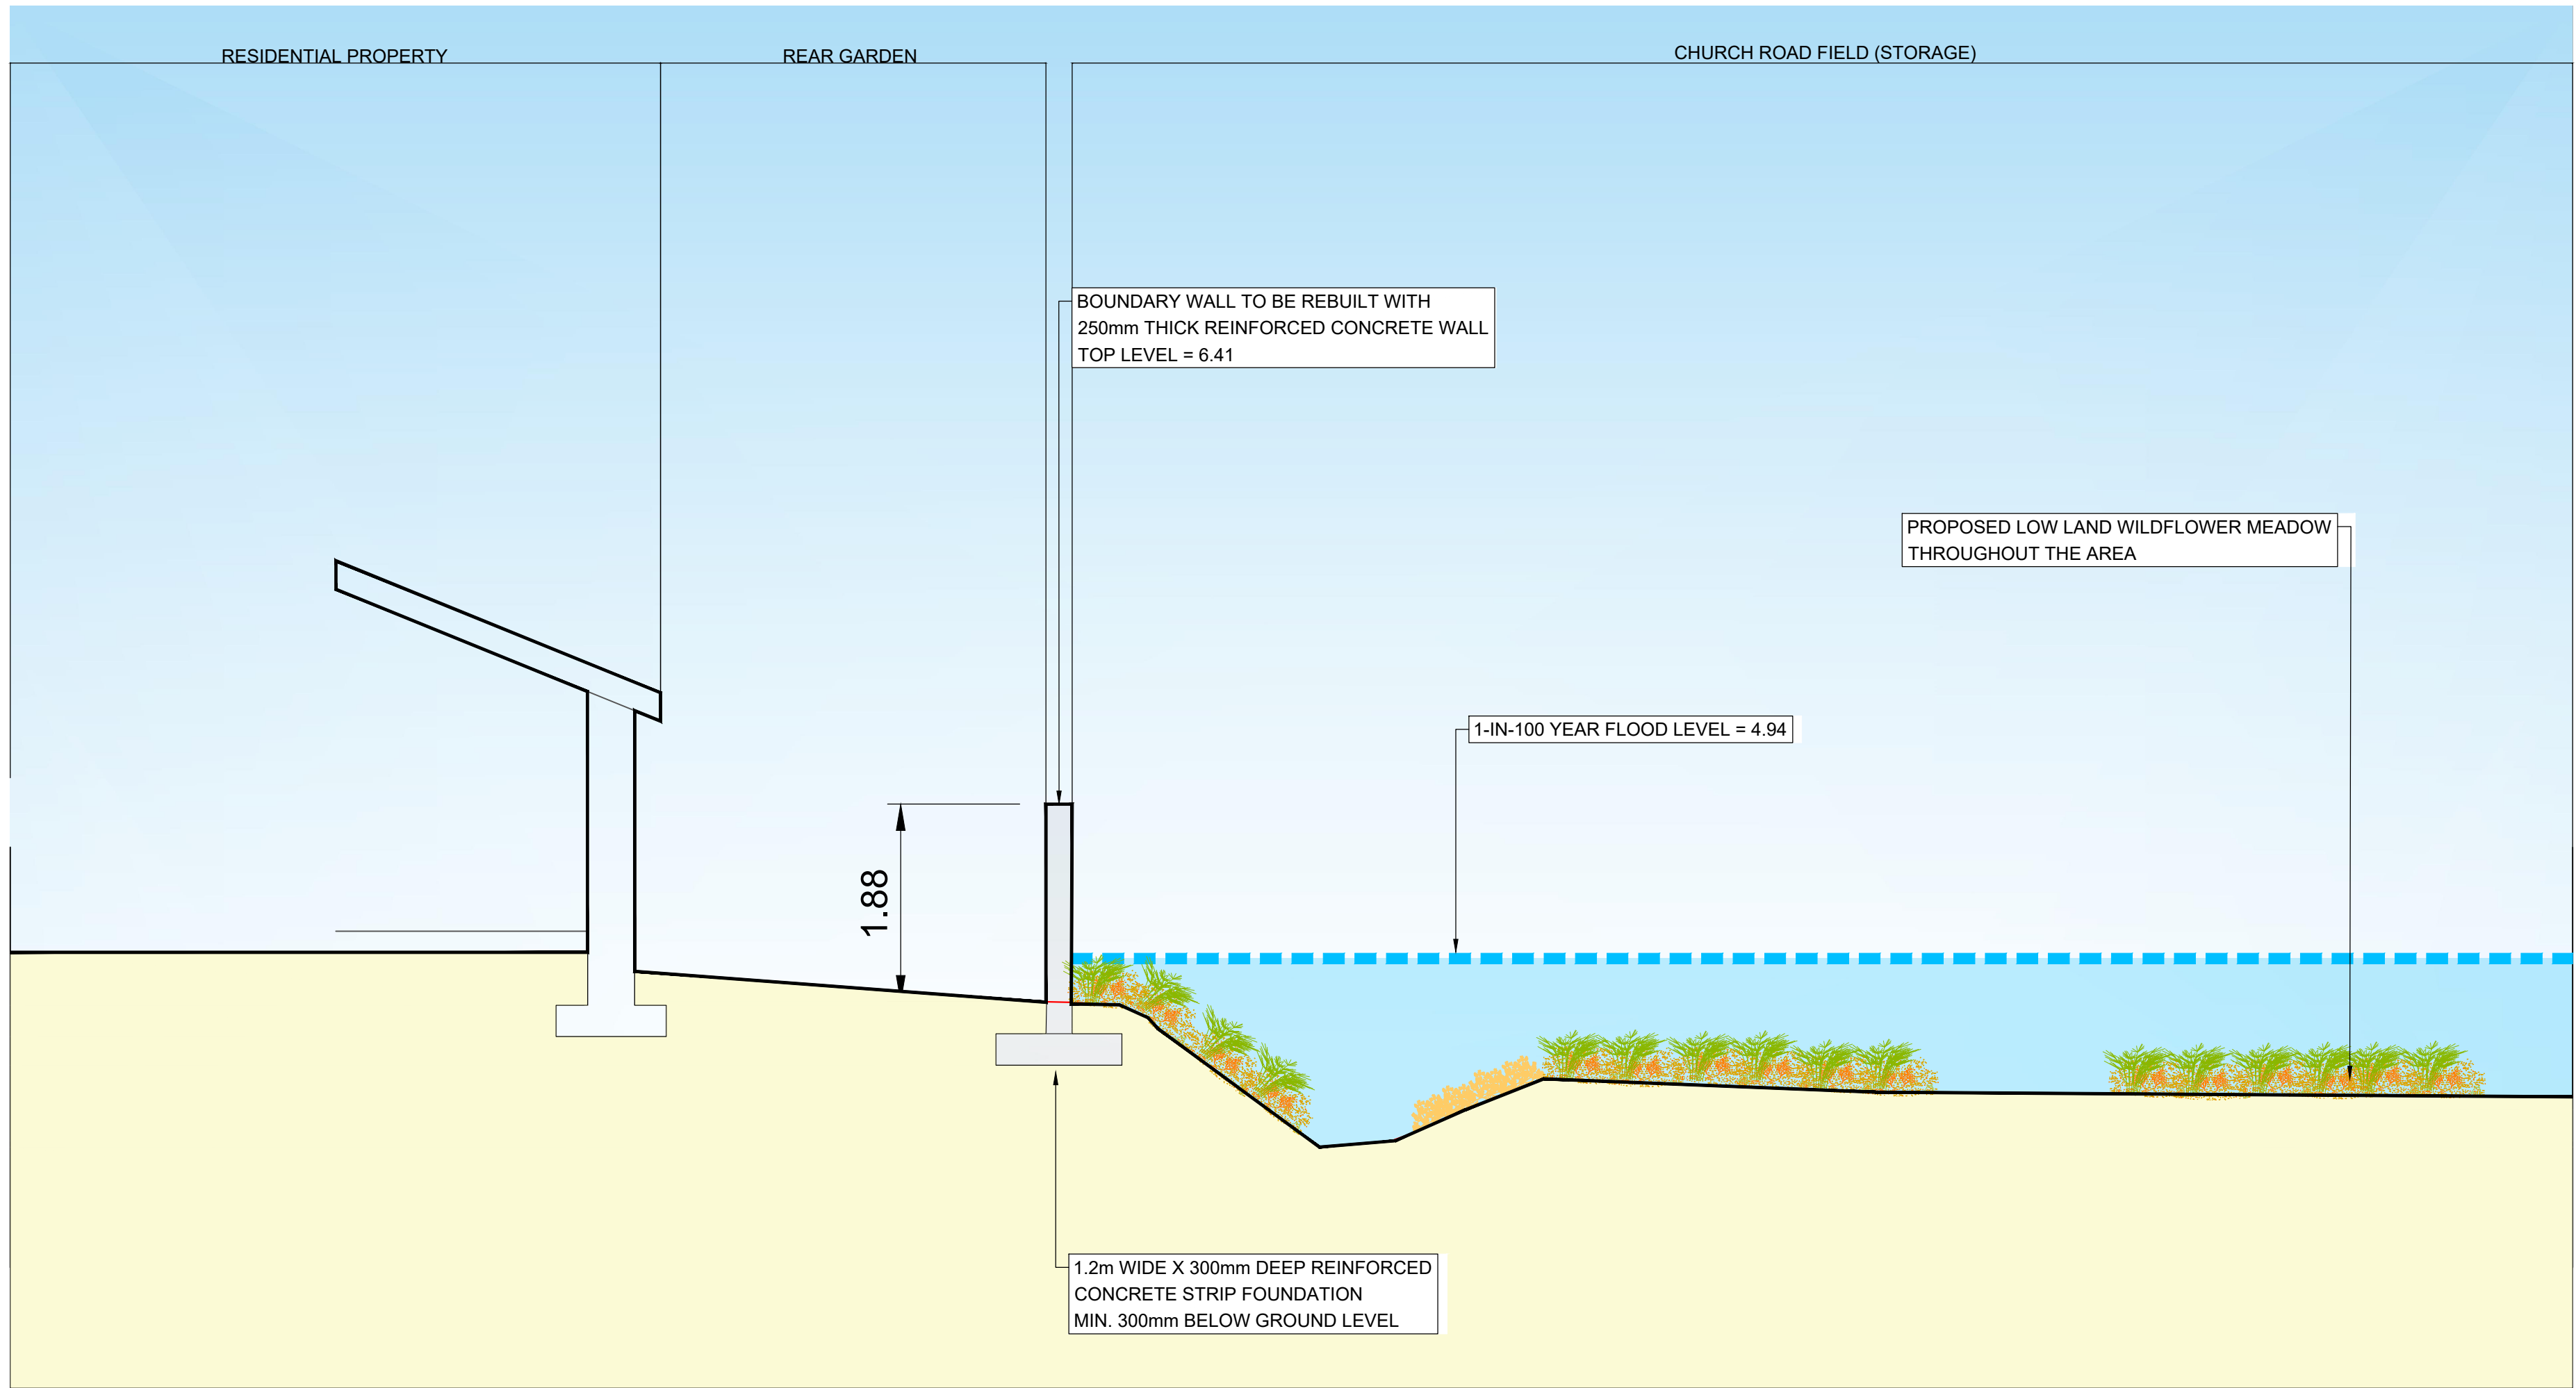 RESIDENTIAL PROPERTY
REAR GARDEN
CHURCH ROAD FIELD (STORAGE)
BOUNDARY WALL TO BE REBUILT WITH
250mm THICK REINFORCED CONCRETE WALL
TOP LEVEL = 6.41
PROPOSED LOW LAND WILDFLOWER MEADOW
THROUGHOUT THE AREA
1-IN-100 YEAR FLOOD LEVEL = 4.94
1.88
1.2m WIDE X 300mm DEEP REINFORCED
CONCRETE STRIP FOUNDATION
MIN. 300mm BELOW GROUND LEVEL